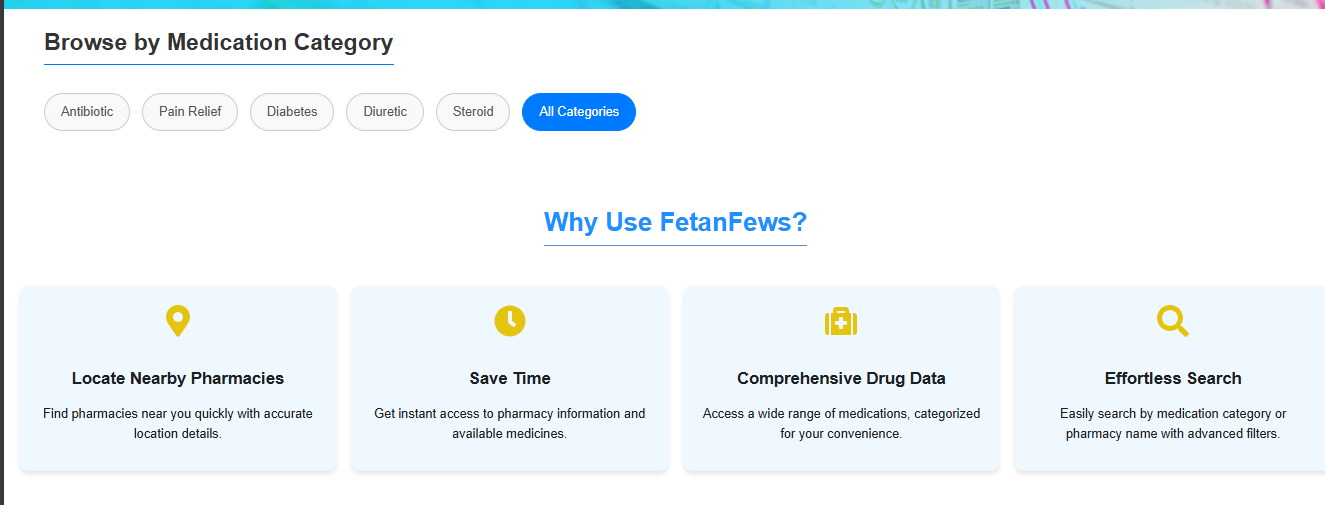 Browse by Medication Category
Antibiotic Pain Relief Diabetes Diuretic Steroid All Categories
Why Use FetanFews?
Locate Nearby Pharmacies
Find pharmacies near you quickly with accurate
location details.
Save Time
Get instant access to pharmacy information and
available medicines.
Comprehensive Drug Data
Access a wide range of medications, categorized
for your convenience.
Effortless Search
Easily search by medication category or
pharmacy name with advanced filters.